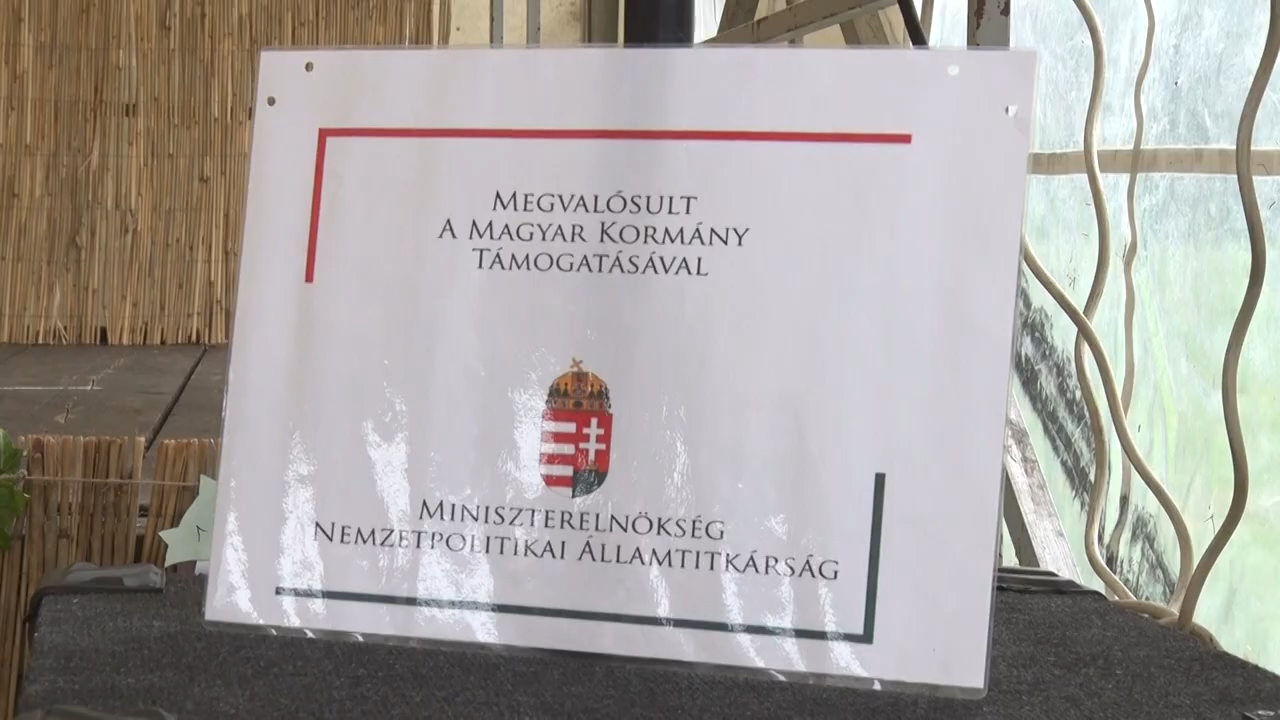 MEGVALÓSULT
A MAGYAR KORMÁNY
TÁMOGATÁSÁVAL
MINISZTERELNÖKSÉG
NEMZETPOLITIKAI ÁLLAMTITKÁRSÁG